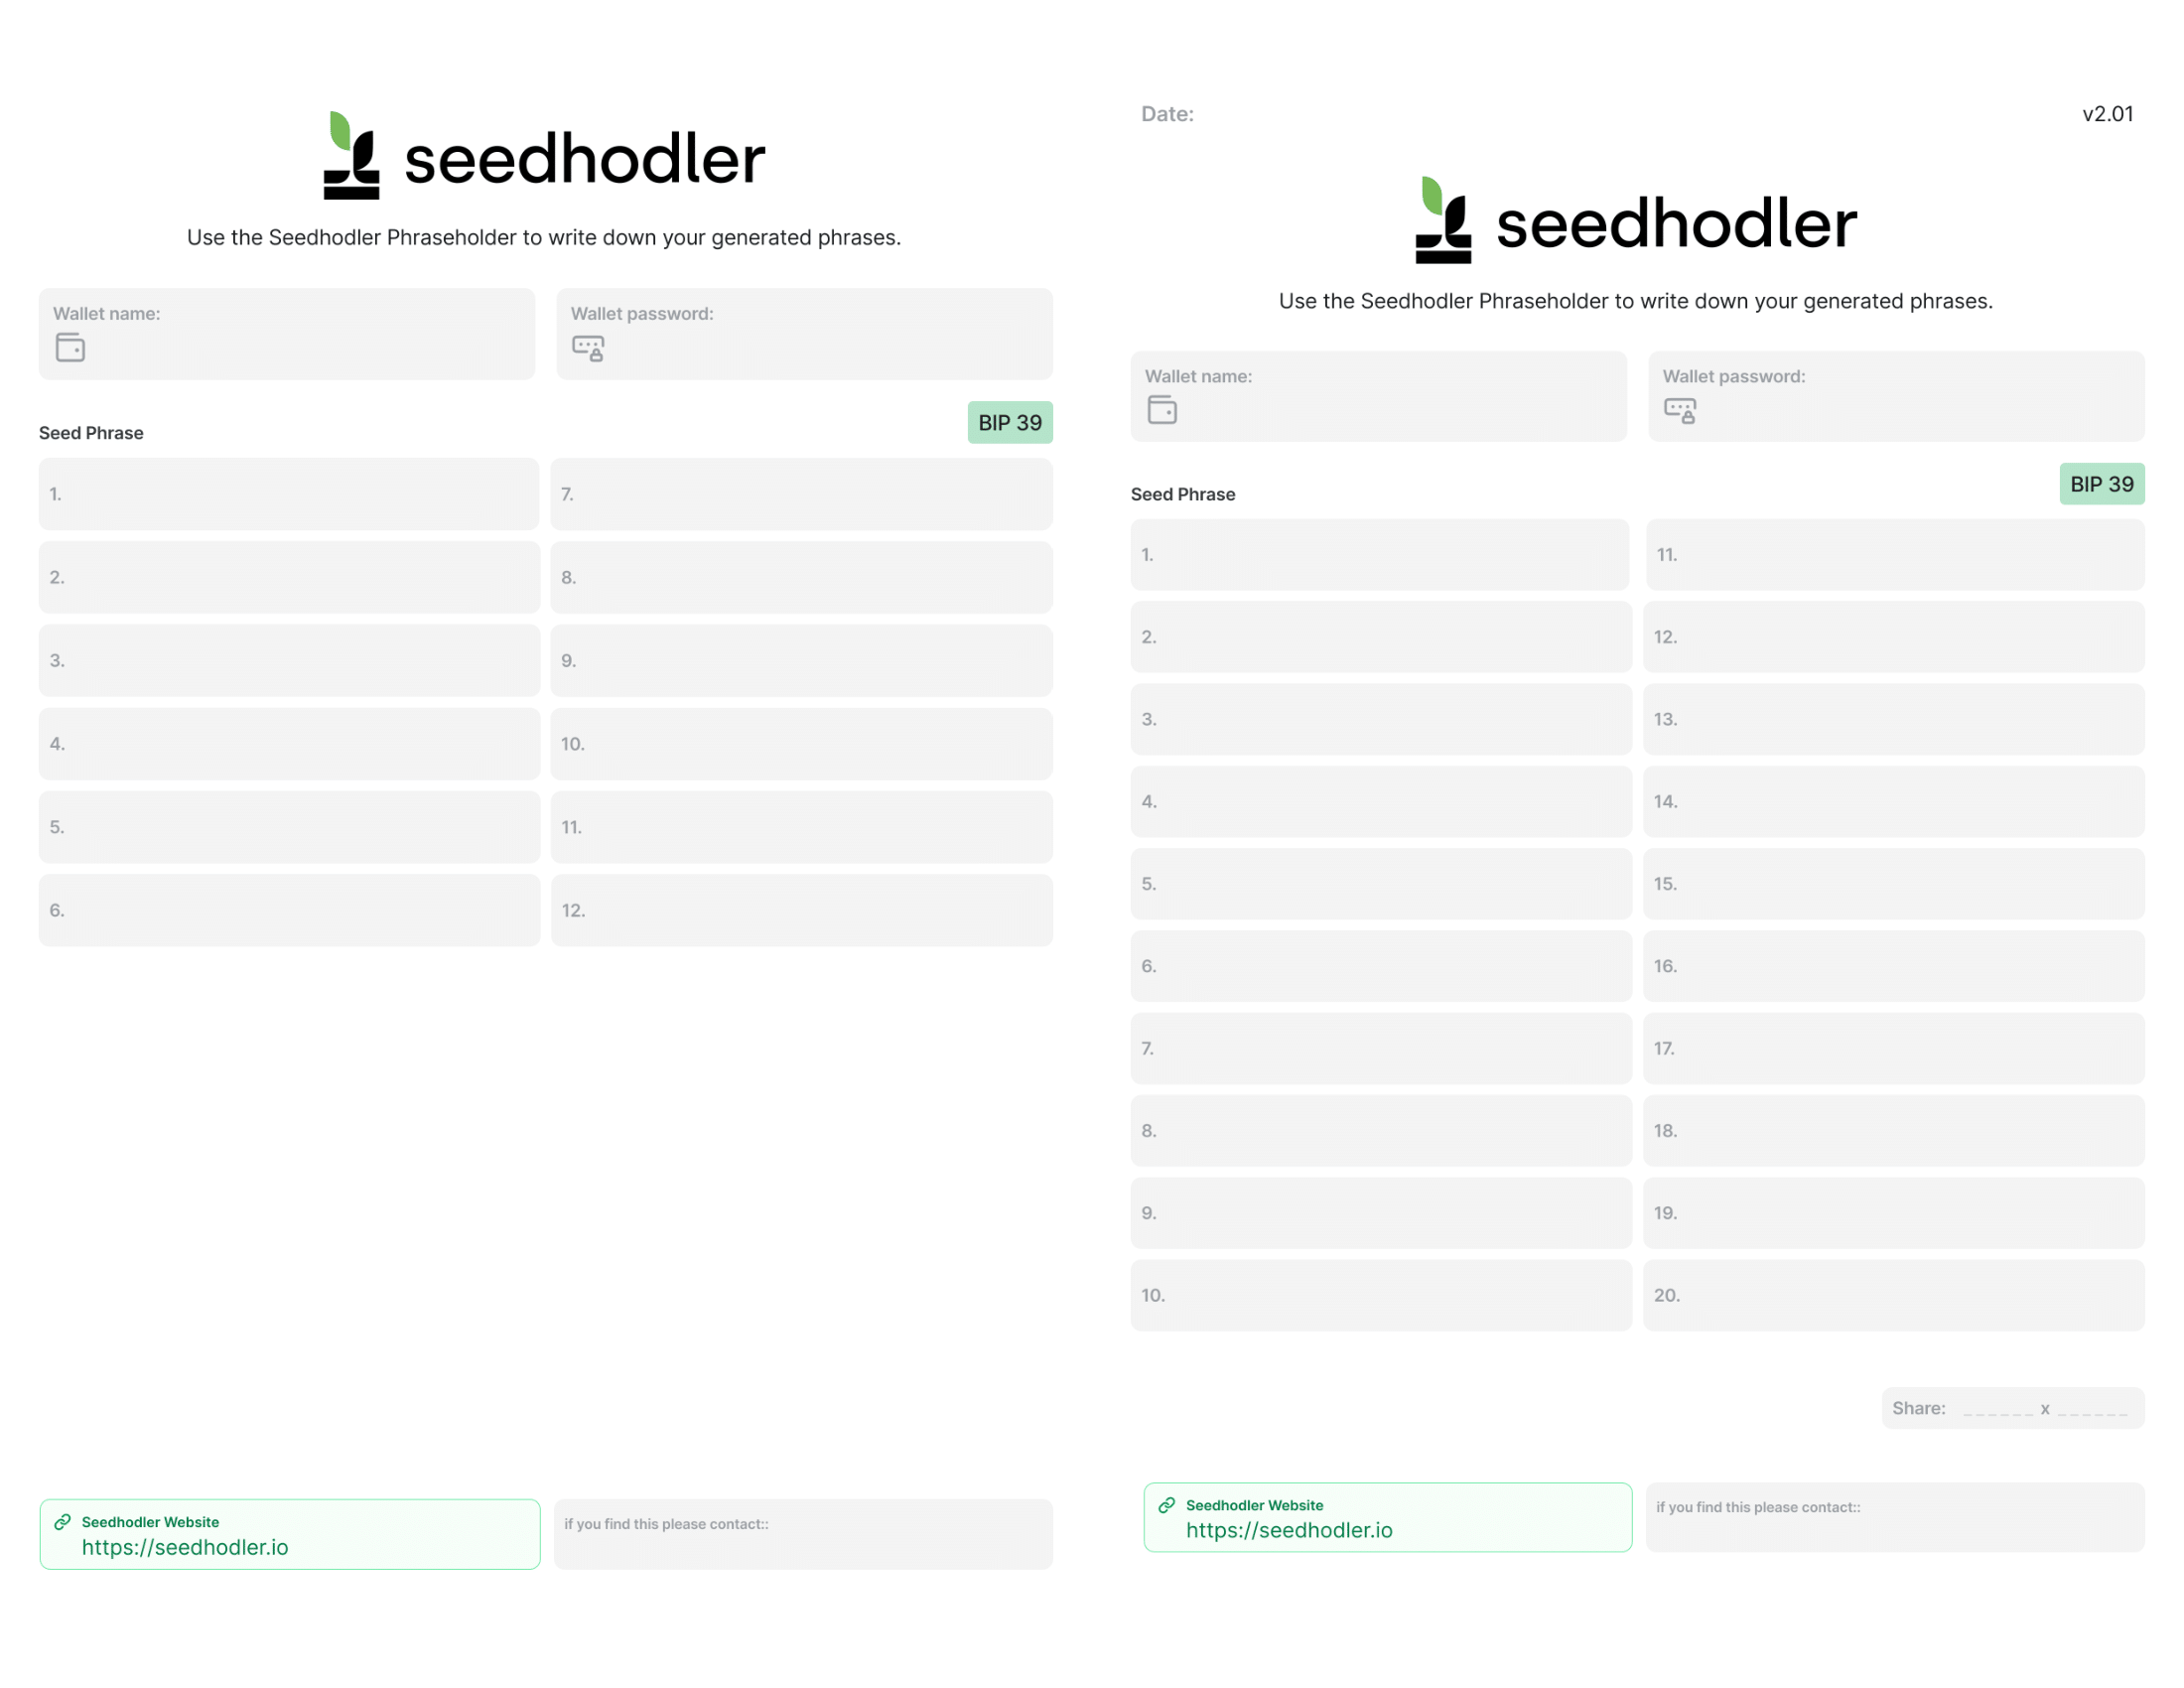 seedhodler
Use the Seedhodler Phraseholder to write down your generated phrases.
Wallet name:
Wallet password:
Seed Phrase
BIP 39
1.
2.
3.
4.
5.
6.
7.
8.
9.
10.
11.
12.
Seedhodler Website
https://seedhodler.io
if you find this please contact::
Date:
v2.01
seedhodler
Use the Seedhodler Phraseholder to write down your generated phrases.
Wallet name:
Wallet password:
Seed Phrase
BIP 39
1.
2.
3.
4.
5.
6.
7.
8.
9.
10.
11.
12.
13.
14.
15.
16.
17.
18.
19.
20.
Share: _ _ _ _ _ _ x _ _ _ _ _ _
Seedhodler Website
https://seedhodler.io
if you find this please contact::